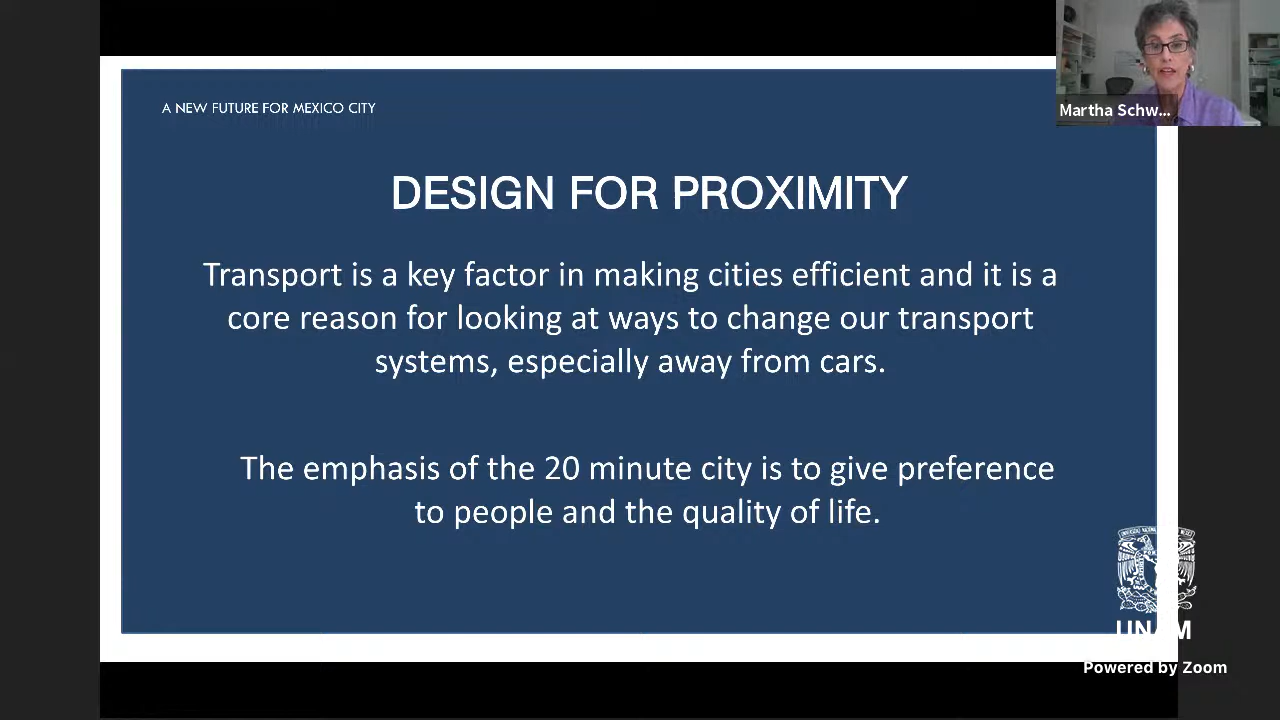 A NEW FUTURE FOR MEXICO CITY
Martha Schw...
DESIGN FOR PROXIMITY
Transport is a key factor in making cities efficient and it is a
core reason for looking at ways to change our transport
systems, especially away from cars.
The emphasis of the 20 minute city is to give preference
to people and the quality of life.
UNAM
Powered by Zoom